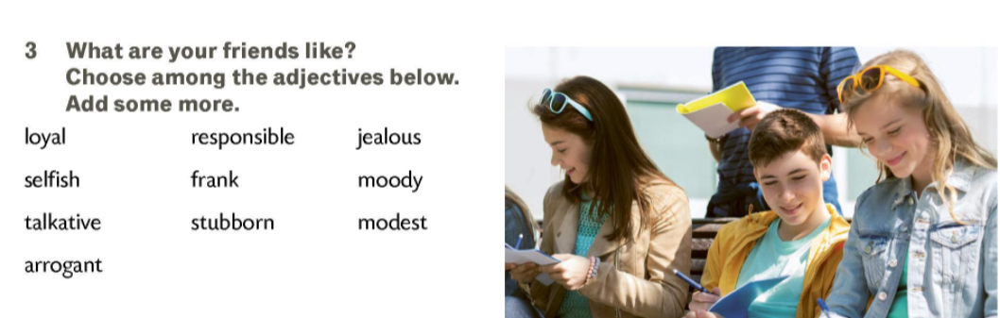 3 What are your friends like?
Choose among the adjectives below.
Add some more.
loyal responsible jealous
selfish frank moody
talkative stubborn modest
arrogant